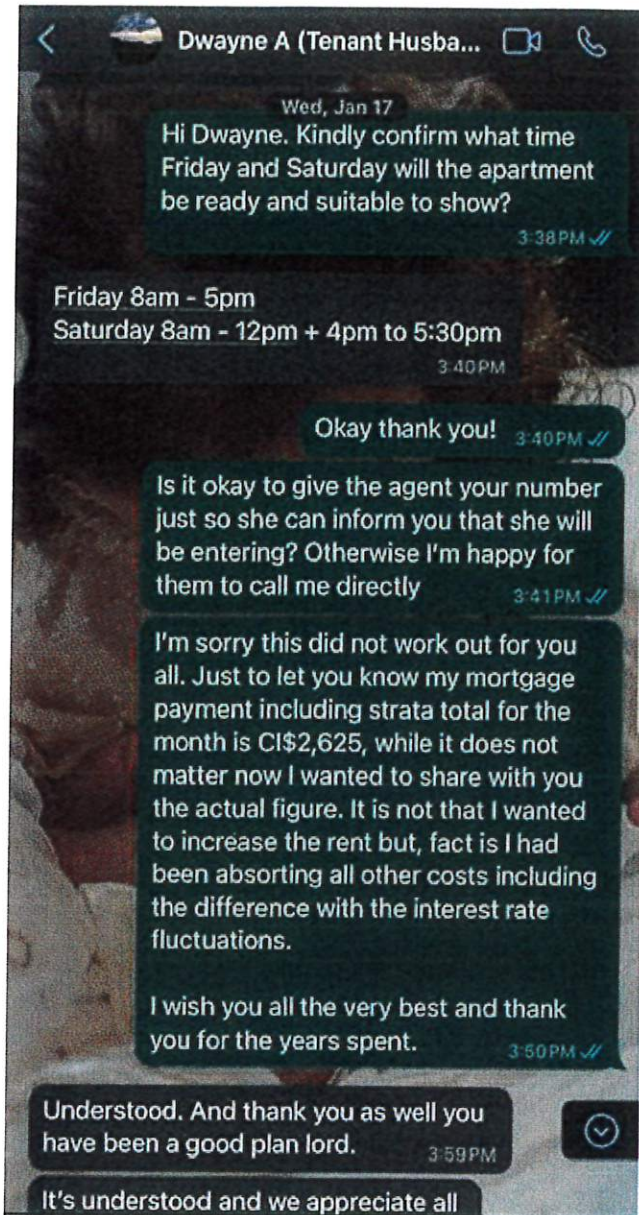 Dwayne A (Tenant Husba...
Wed, Jan 17
Hi Dwayne. Kindly confirm what time
Friday and Saturday will the apartment
be ready and suitable to show?
3:38PM
Friday 8am - 5pm
Saturday 8am - 12pm + 4pm to 5:30pm
3:40PM
Okay thank you! 3:40PM
Is it okay to give the agent your number
just so she can inform you that she will
be entering? Otherwise I'm happy for
them to call me directly
3:41PM
I'm sorry this did not work out for you
all. Just to let you know my mortgage
payment including strata total for the
month is CI$2,625, while it does not
matter now I wanted to share with you
the actual figure. It is not that I wanted
to increase the rent but, fact is I had
been absorting all other costs including
the difference with the interest rate
fluctuations.
I wish you all the very best and thank
you for the years spent.
3:50PM
Understood. And thank you as well you
have been a good plan lord.
3:59PM
It's understood and we appreciate all